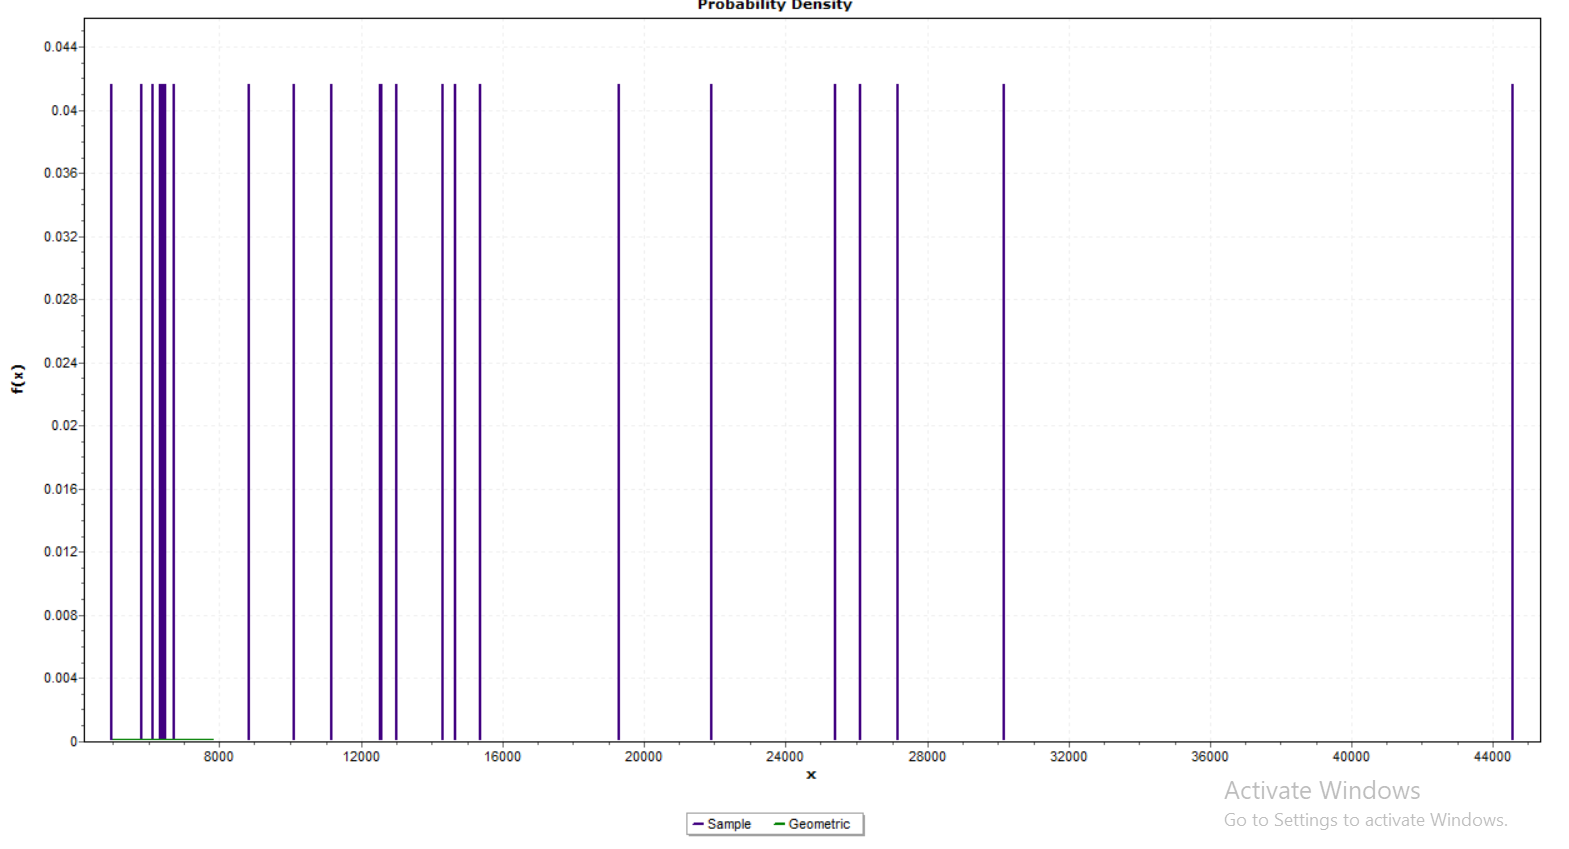 Probability Density
0.044
0.04
0.036
0.032
0.028
0.024
f(x)
0.02
0.016
0.012
0.008
0.004
0
8000 12000 16000 20000 24000 28000 32000 36000 40000 44000
x
Activate Windows
Go to Settings to activate Windows.
Sample Geometric